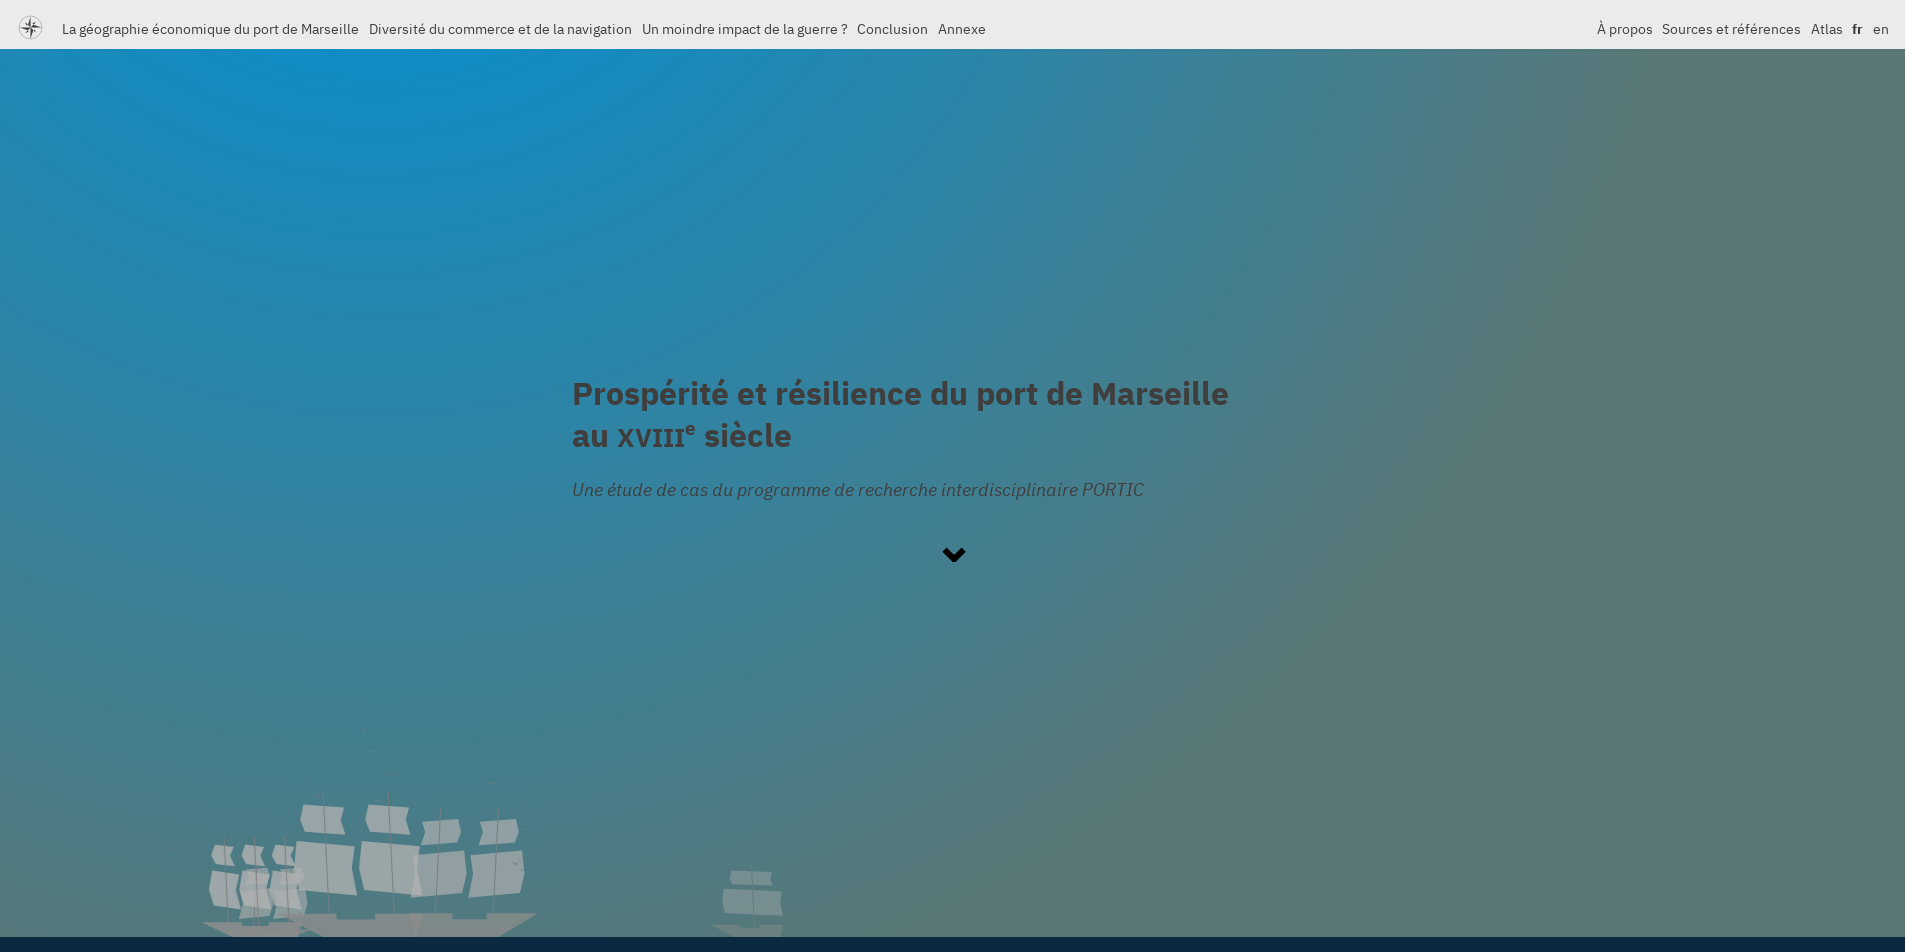 La géographie économique du port de Marseille Diversité du commerce et de la navigation Un moindre impact de la guerre ? Conclusion Annexe À propos Sources et références Atlas fr en
Prospérité et résilience du port de Marseille
au XVIIIe siècle
Une étude de cas du programme de recherche interdisciplinaire PORTIC